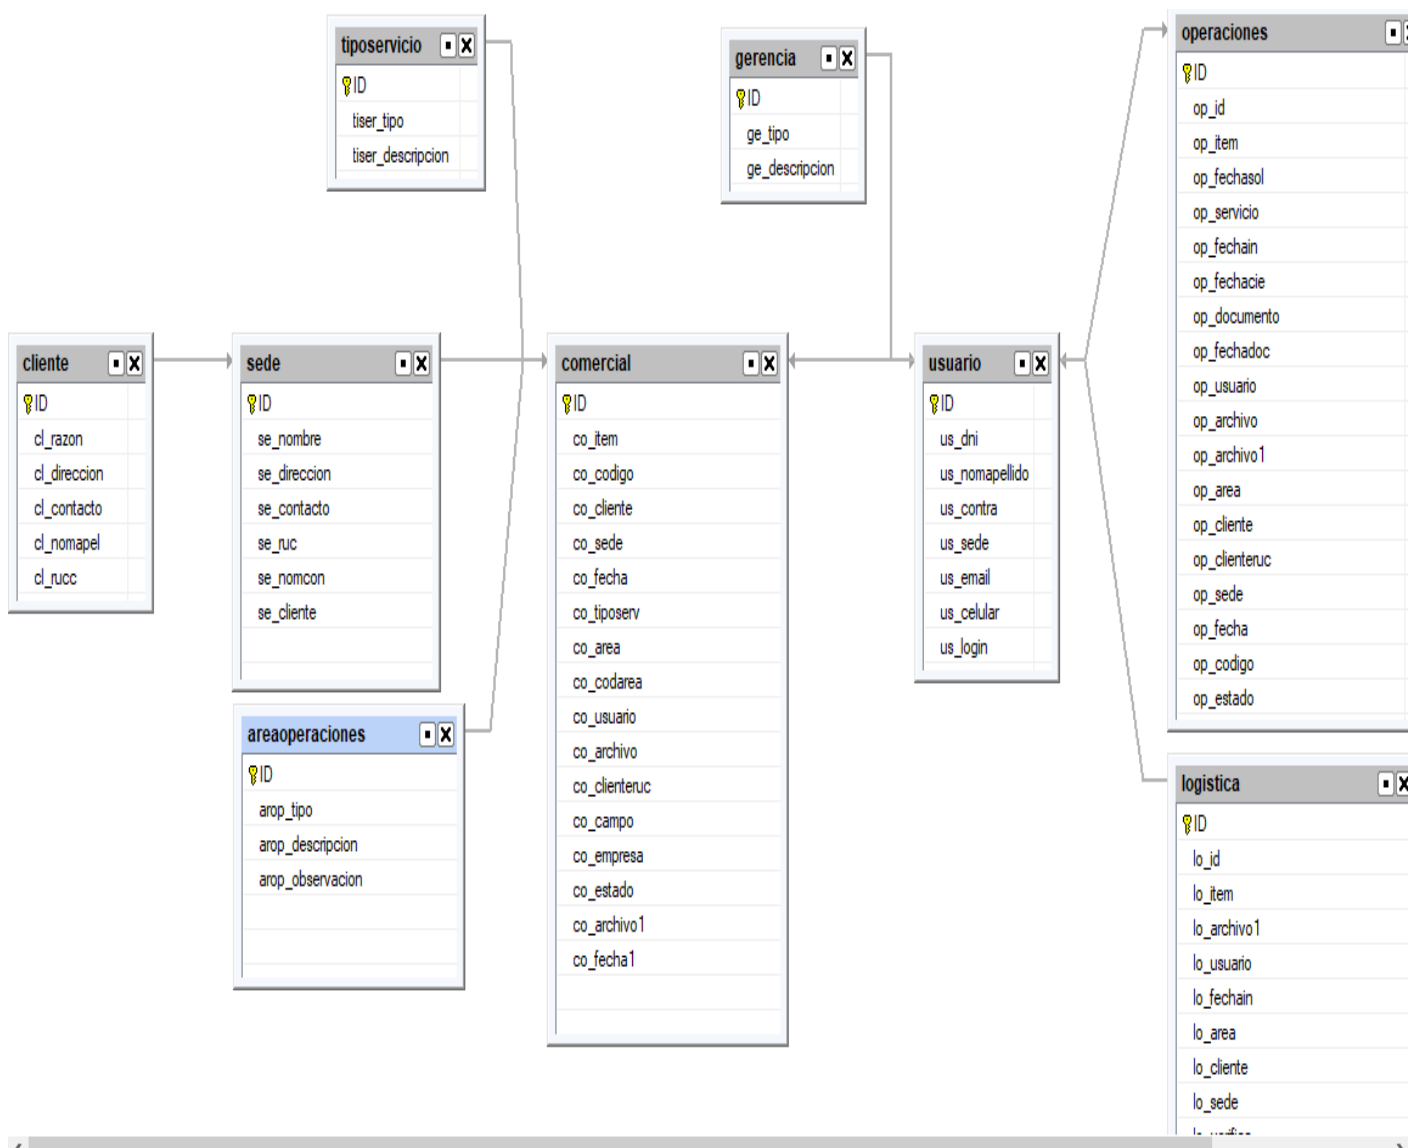 tiposervicio
ID
tiser_tipo
tiser_descripcion
gerencia
ID
ge_tipo
ge_descripcion
operaciones
ID
op_id
op_item
op_fechasol
op_servicio
op_fechain
op_fechacie
op_documento
op_fechadoc
op_usuario
op_archivo
op_archivo1
op_area
op_cliente
op_clienteruc
op_sede
op_fecha
op_codigo
op_estado
cliente
ID
cl_razon
cl_direccion
cl_contacto
cl_nomapel
cl_rucc
sede
ID
se_nombre
se_direccion
se_contacto
se_ruc
se_nomcon
se_cliente
comercial
ID
co_item
co_codigo
co_cliente
co_sede
co_fecha
co_tiposerv
co_area
co_codarea
co_usuario
co_archivo
co_clienteruc
co_campo
co_empresa
co_estado
co_archivo1
co_fecha1
usuario
ID
us_dni
us_nomapellido
us_contra
us_sede
us_email
us_celular
us_login
areaoperaciones
ID
arop_tipo
arop_descripcion
arop_observacion
logistica
ID
lo_id
lo_item
lo_archivo1
lo_usuario
lo_fechain
lo_area
lo_cliente
lo_sede